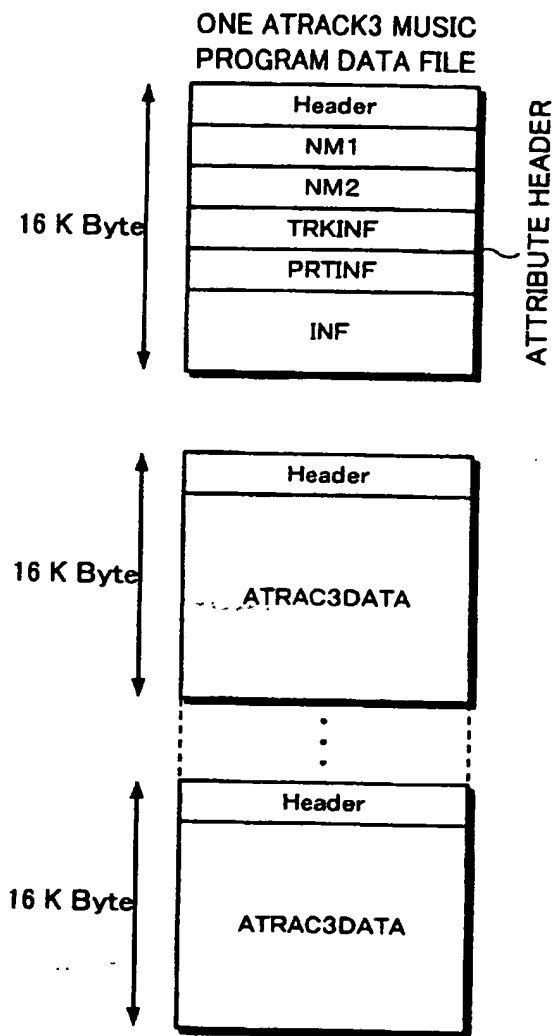 ONE ATRACK3 MUSIC
PROGRAM DATA FILE
Header
NM1
NM2
TRKINF
PRTINF
INF
16 K Byte
ATTRIBUTE HEADER
Header
ATRAC3DATA
16 K Byte
Header
ATRAC3DATA
16 K Byte